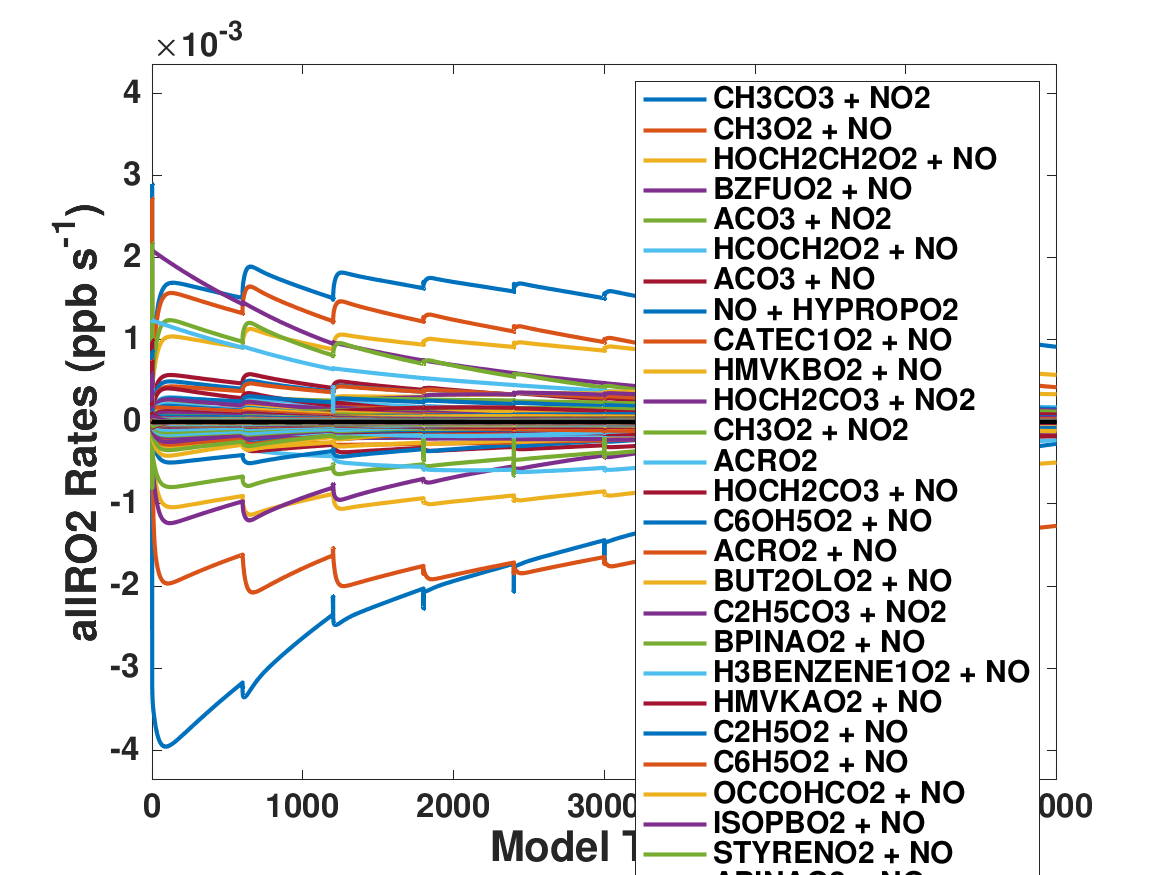 ×10-3
4
3
2
1
0
-1
-2
-3
-4
allRO2 Rates (ppb s-1)
0 1000 2000 3000 000
Model T
CH3CO3 + NO2
CH3O2 + NO
HOCH2CH2O2 + NO
BZFUO2 + NO
ACO3 + NO2
HCOCH2O2 + NO
ACO3 + NO
NO + HYPROPO2
CATEC1O2 + NO
HMVKBO2 + NO
HOCH2CO3 + NO2
CH3O2 + NO2
ACRO2
HOCH2CO3 + NO
C6OH5O2 + NO
ACRO2 + NO
BUT2OLO2 + NO
C2H5CO3 + NO2
BPINAO2 + NO
H3BENZENE1O2 + NO
HMVKAO2 + NO
C2H5O2 + NO
C6H5O2 + NO
OCCOHCO2 + NO
ISOPBO2 + NO
STYRENO2 + NO